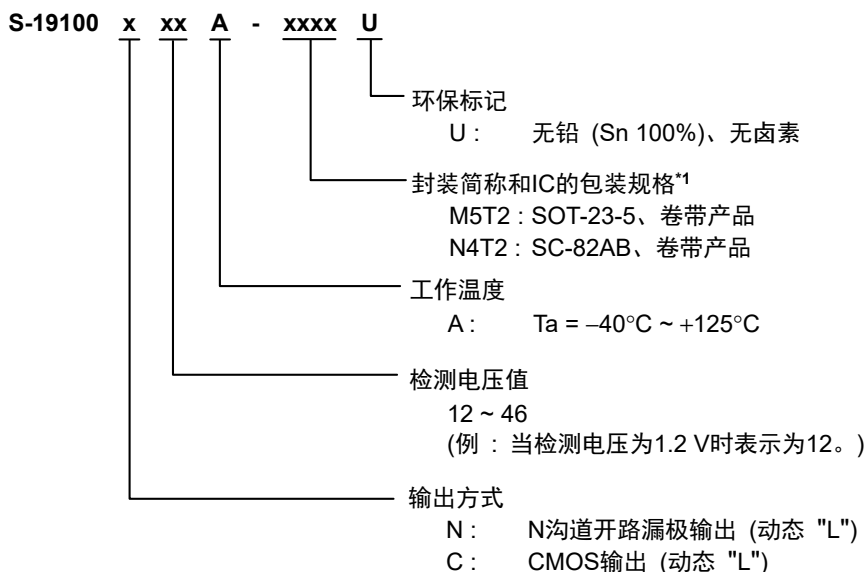 S-19100 x xx A - xxxx U
环保标记
U : 无铅 (Sn 100%)、无卤素
封装简称和IC的包装规格*1
M5T2 : SOT-23-5、卷带产品
N4T2 : SC-82AB、卷带产品
工作温度
A : Ta = −40°C ~ +125°C
检测电压值
12 ~ 46
(例 : 当检测电压为1.2 V时表示为12。)
输出方式
N : N沟道开路漏极输出 (动态 "L")
C : CMOS输出 (动态 "L")